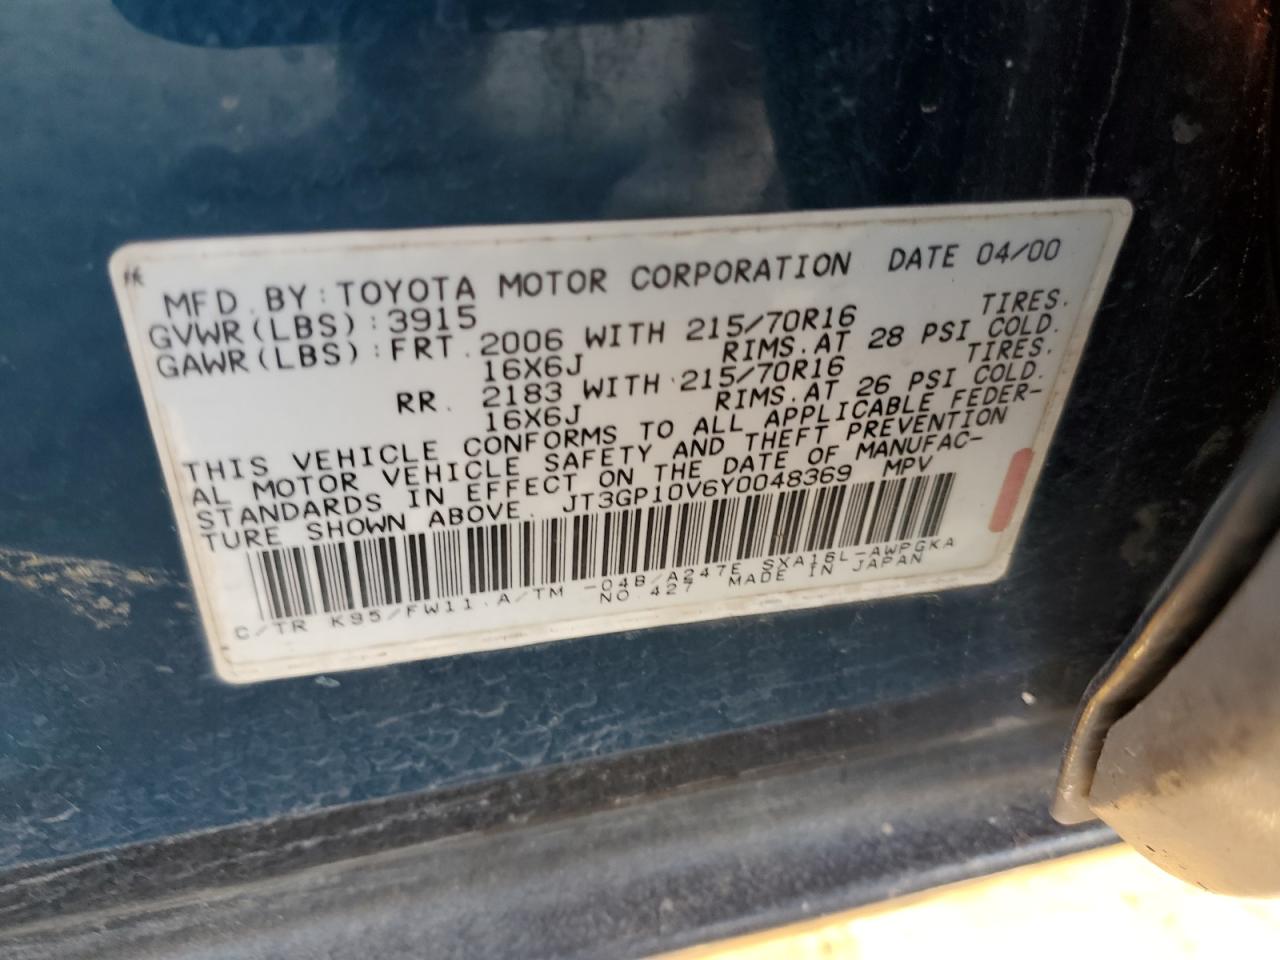 MFD. BY: TOYOTA MOTOR CORPORATION DATE 04/00
GVWR(LBS): 3915
GAWR(LBS): FRT. 2006 WITH 215/70R16 TIRES.
16X6J RIMS. AT 28 PSI COLD.
RR. 2183 WITH 215/70R16 TIRES.
16X6J RIMS. AT 26 PSI COLD.
THIS VEHICLE CONFORMS TO ALL APPLICABLE FEDER-
AL MOTOR VEHICLE SAFETY AND THEFT PREVENTION
STANDARDS IN EFFECT ON THE DATE OF MANUFAC-
TURE SHOWN ABOVE. JT3GP10V6Y0048369 MPV
C/TR K95/FW11. A/TM -04B/A247E SXA16L-AWPGKA
NO. 427 MADE IN JAPAN